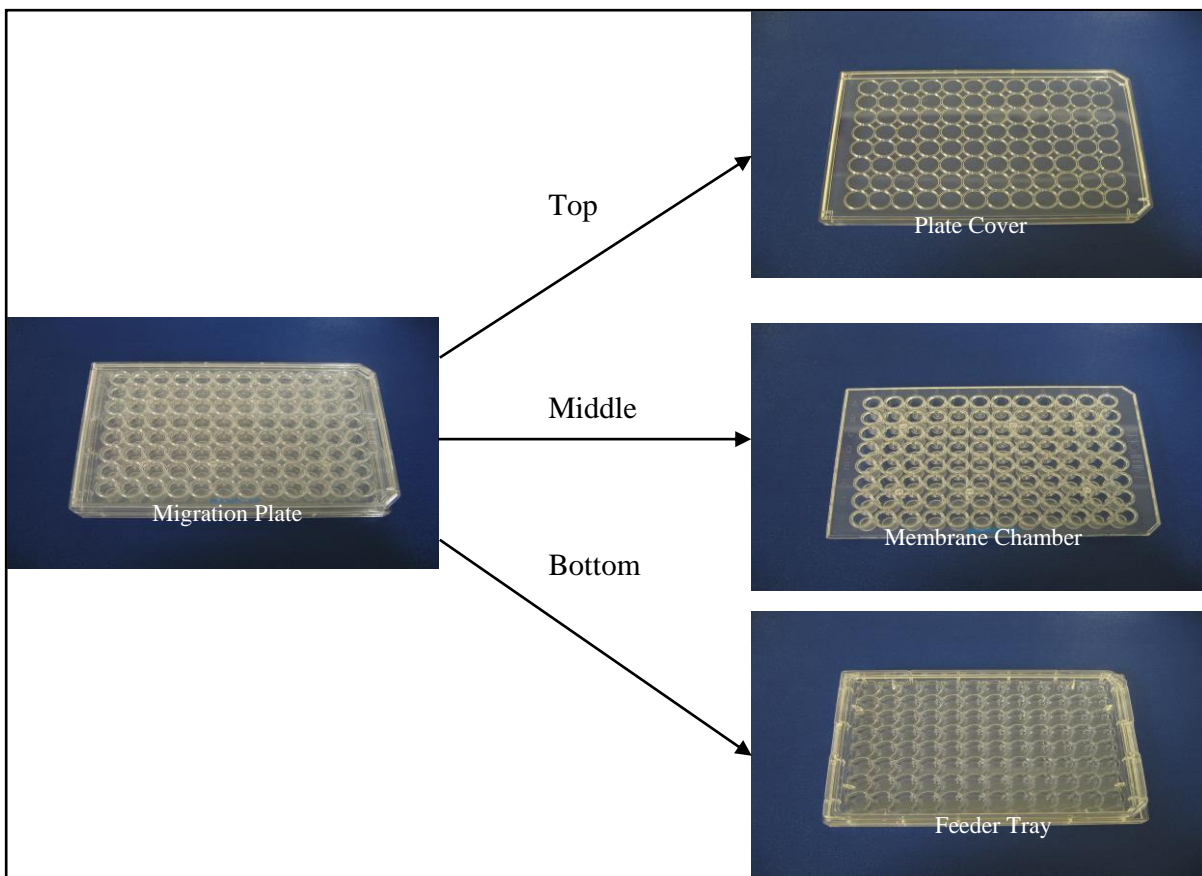 Top
Plate Cover
Migration Plate
Middle
Membrane Chamber
Bottom
Feeder Tray